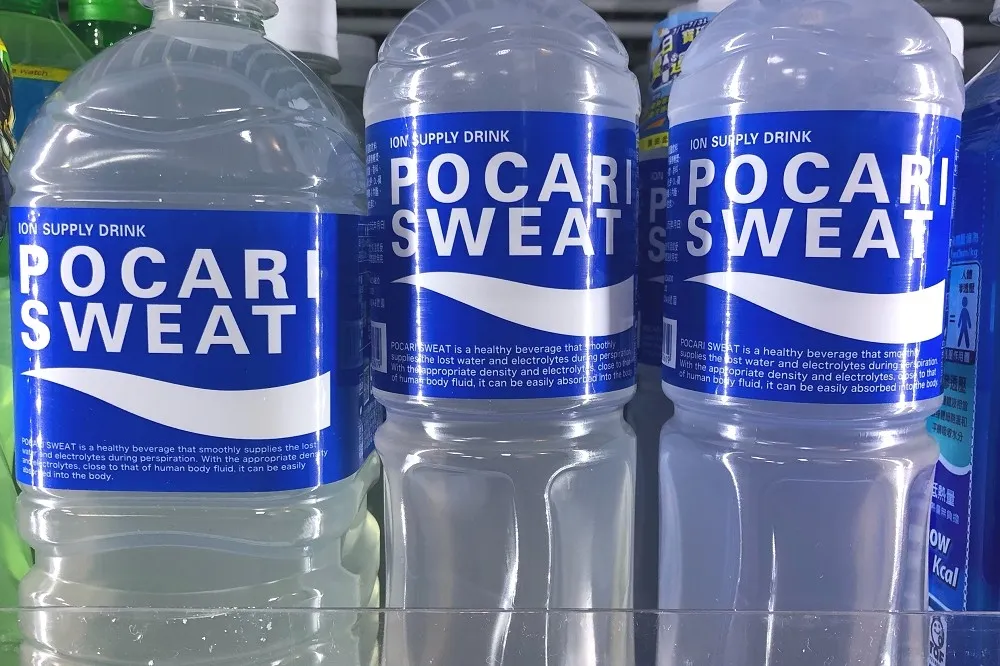 ION SUPPLY DRINK
POCARI
SWEAT
POCARI SWEAT is a healthy beverage that smoothly supplies the lost
water and electrolytes during perspiration. With the appropriate density
and electrolytes, close to that of human body fluid. it can be easily
absorbed into the body.
ION SUPPLY DRINK
POCARI
SWEAT
POCARI SWEAT is a healthy beverage that smoothly
supplies the lost water and electrolytes during perspiration.
With the appropriate density and electrolytes, close to that
of human body fluid, it can be easily absorbed into the body.
ION SUPPLY DRINK
POCARI
SWEAT
POCARI SWEAT is a healthy beverage that smoothly
supplies the lost water and electrolytes during perspiration.
With the appropriate density and electrolytes, close to that
of human body fluid, it can be easily absorbed into the body.
watch
人體
低熱量
Kcal